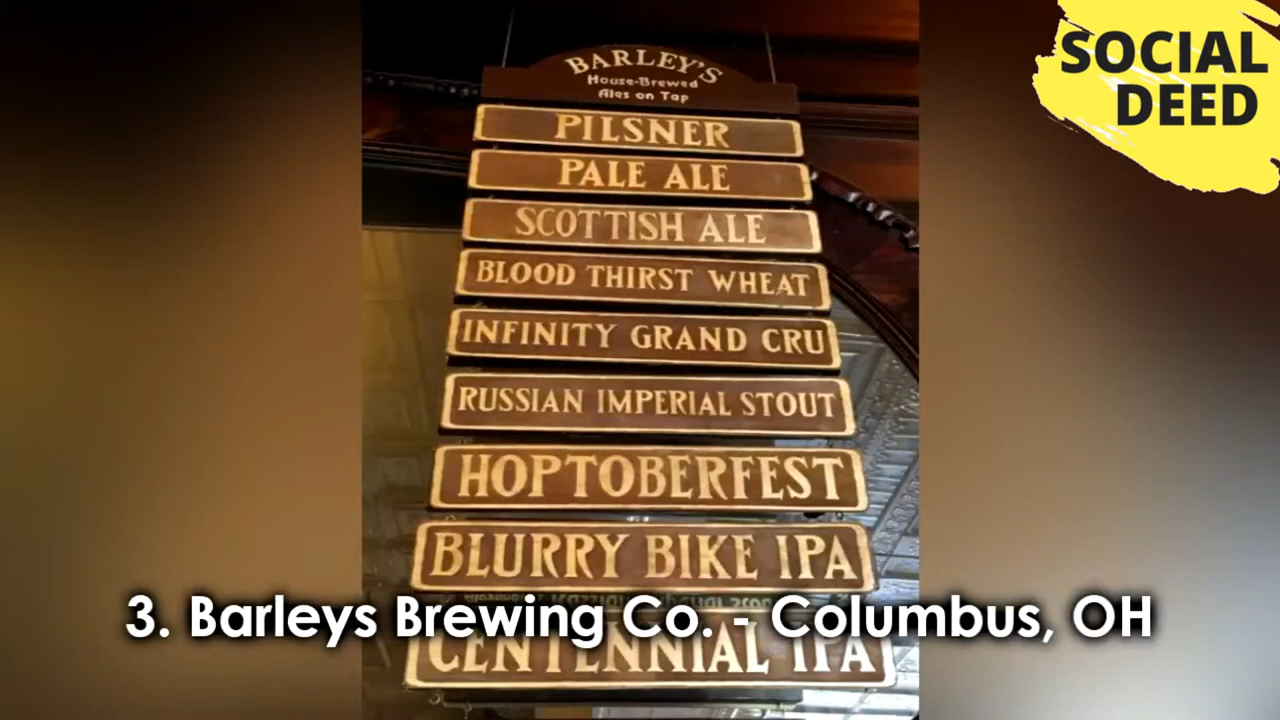 SOCIAL
DEED
BARLEY'S
House-Brewed
Ales on Tap
PILSNER
PALE ALE
SCOTTISH ALE
BLOOD THIRST WHEAT
INFINITY GRAND CRU
RUSSIAN IMPERIAL STOUT
HOPTOBERFEST
BLURRY BIKE IPA
3. Barleys Brewing Co. - Columbus, OH
CENTENNIAL IPA